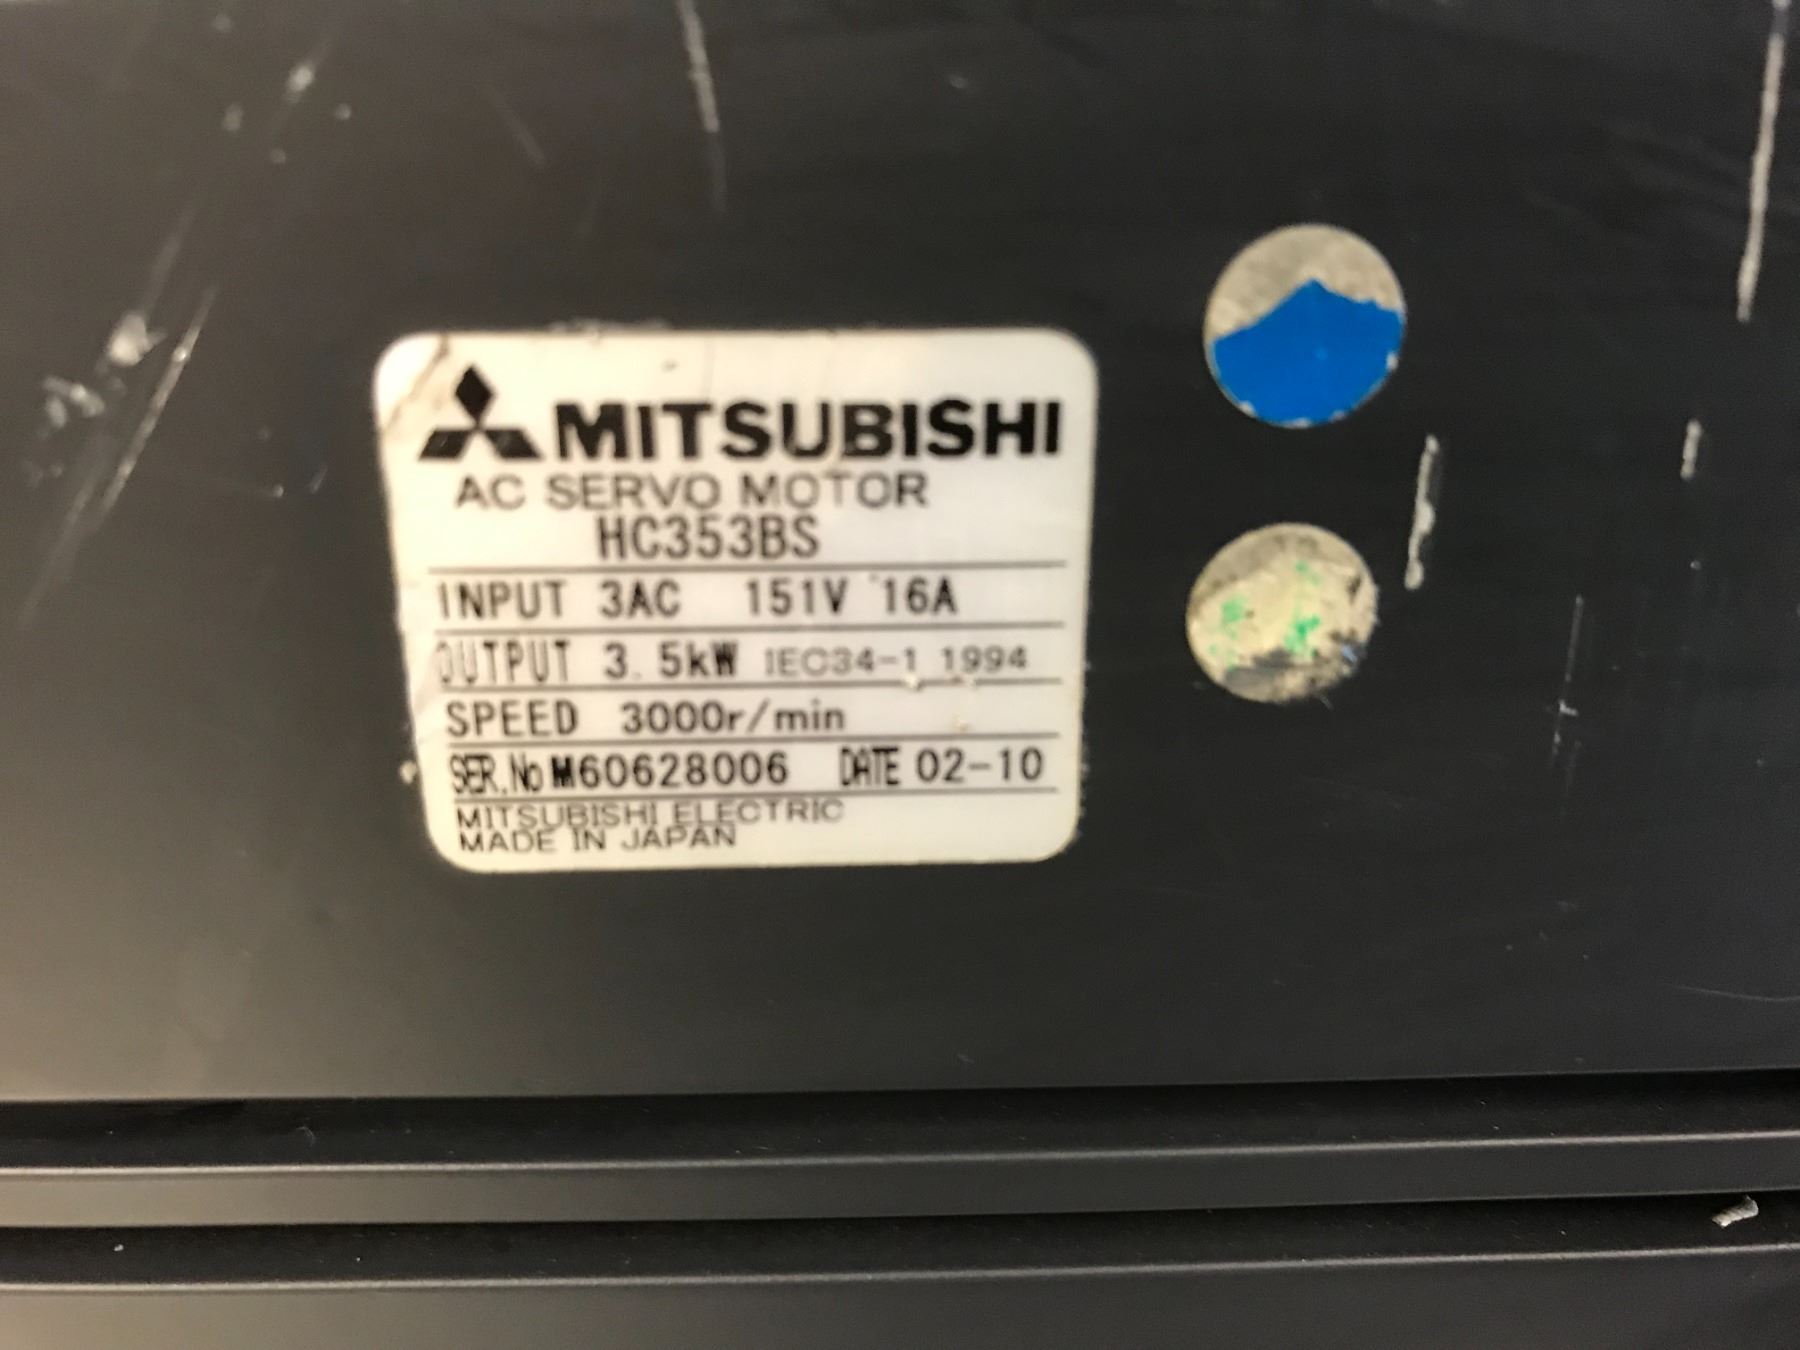 MITSUBISHI
AC SERVO MOTOR
HC353BS
INPUT 3AC 151V 16A
OUTPUT 3.5kW IEC34-1 1994
SPEED 3000r/min
SER.No M60628006 DATE 02-10
MITSUBISHI ELECTRIC
MADE IN JAPAN